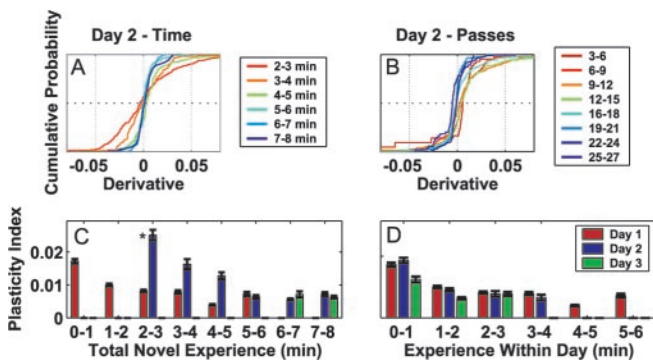 Day 2 - Time
Day 2 - Passes
Cumulative Probability
A
B
2-3 min
3-4 min
4-5 min
5-6 min
6-7 min
7-8 min
3-6
6-9
9-12
12-15
16-18
19-21
22-24
25-27
-0.05 0 0.05
-0.05 0 0.05
Derivative
Derivative
Plasticity Index
C
D
*
Day 1
Day 2
Day 3
0.02
0.01
0
0-1 1-2 2-3 3-4 4-5 5-6 6-7 7-8
0-1 1-2 2-3 3-4 4-5 5-6
Total Novel Experience (min)
Experience Within Day (min)